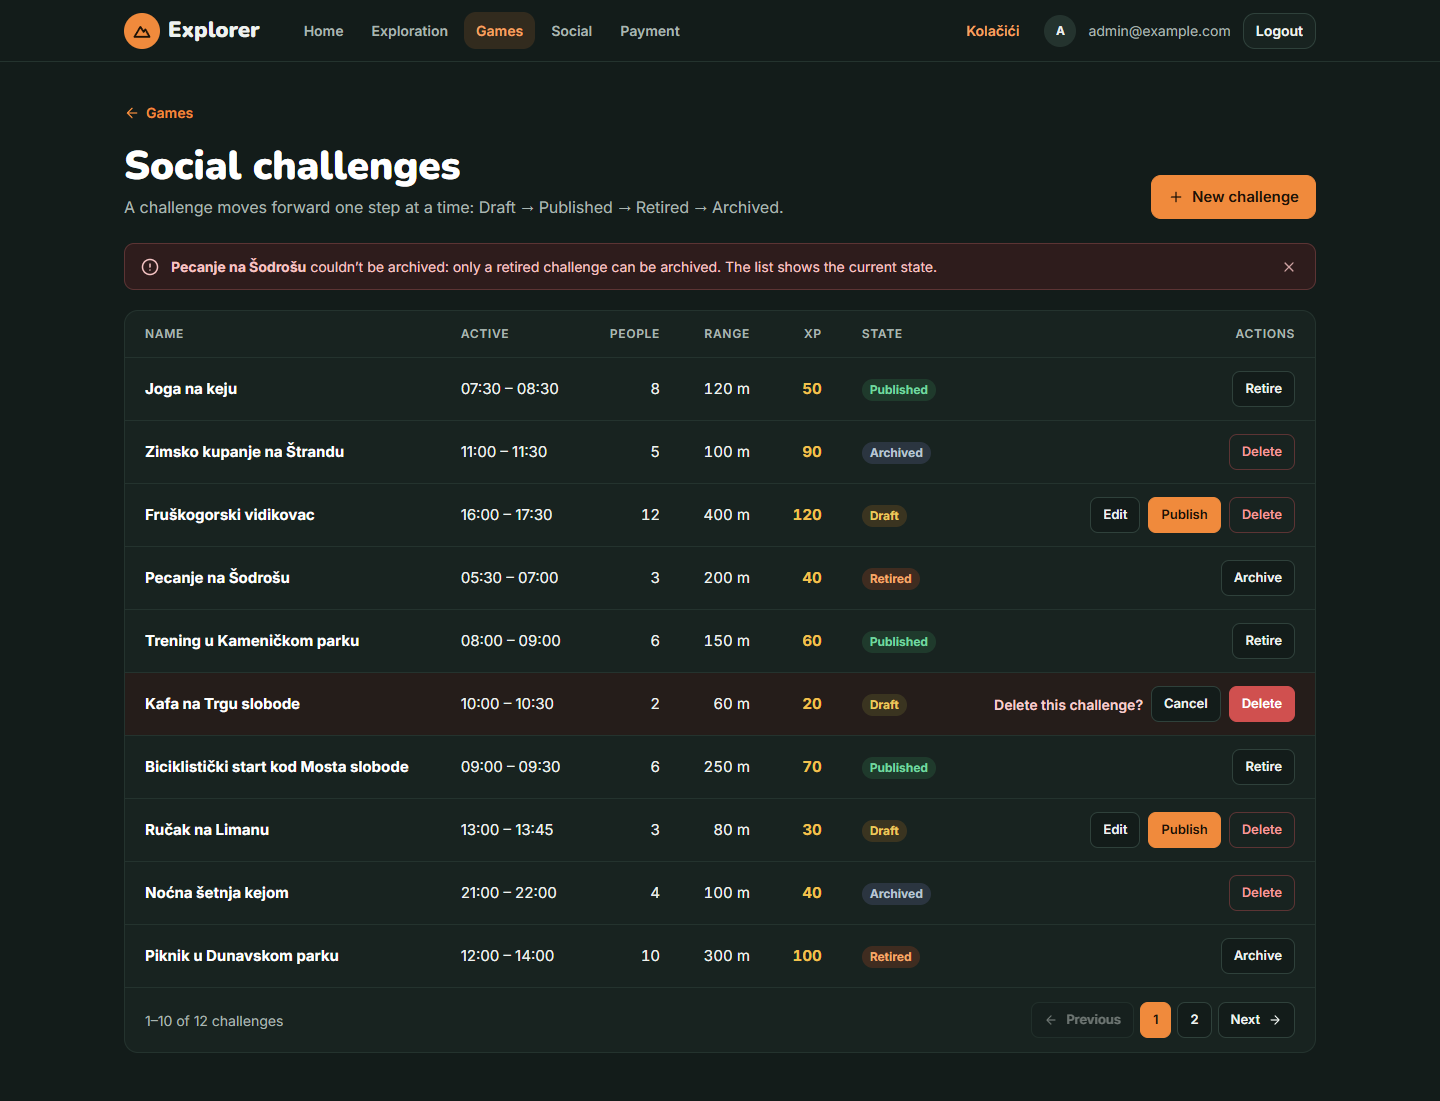 Explorer Home Exploration Games Social Payment Kolačići A admin@example.com Logout
← Games
Social challenges
A challenge moves forward one step at a time: Draft → Published → Retired → Archived.
+ New challenge
Pecanje na Šodrošu couldn’t be archived: only a retired challenge can be archived. The list shows the current state.
NAME ACTIVE PEOPLE RANGE XP STATE ACTIONS
Joga na keju 07:30 – 08:30 8 120 m 50 Published Retire
Zimsko kupanje na Štrandu 11:00 – 11:30 5 100 m 90 Archived Delete
Fruškogorski vidikovac 16:00 – 17:30 12 400 m 120 Draft Edit Publish Delete
Pecanje na Šodrošu 05:30 – 07:00 3 200 m 40 Retired Archive
Trening u Kameničkom parku 08:00 – 09:00 6 150 m 60 Published Retire
Kafa na Trgu slobode 10:00 – 10:30 2 60 m 20 Draft Delete this challenge? Cancel Delete
Biciklistički start kod Mosta slobode 09:00 – 09:30 6 250 m 70 Published Retire
Ručak na Limanu 13:00 – 13:45 3 80 m 30 Draft Edit Publish Delete
Noćna šetnja kejom 21:00 – 22:00 4 100 m 40 Archived Delete
Piknik u Dunavskom parku 12:00 – 14:00 10 300 m 100 Retired Archive
1–10 of 12 challenges ← Previous 1 2 Next →